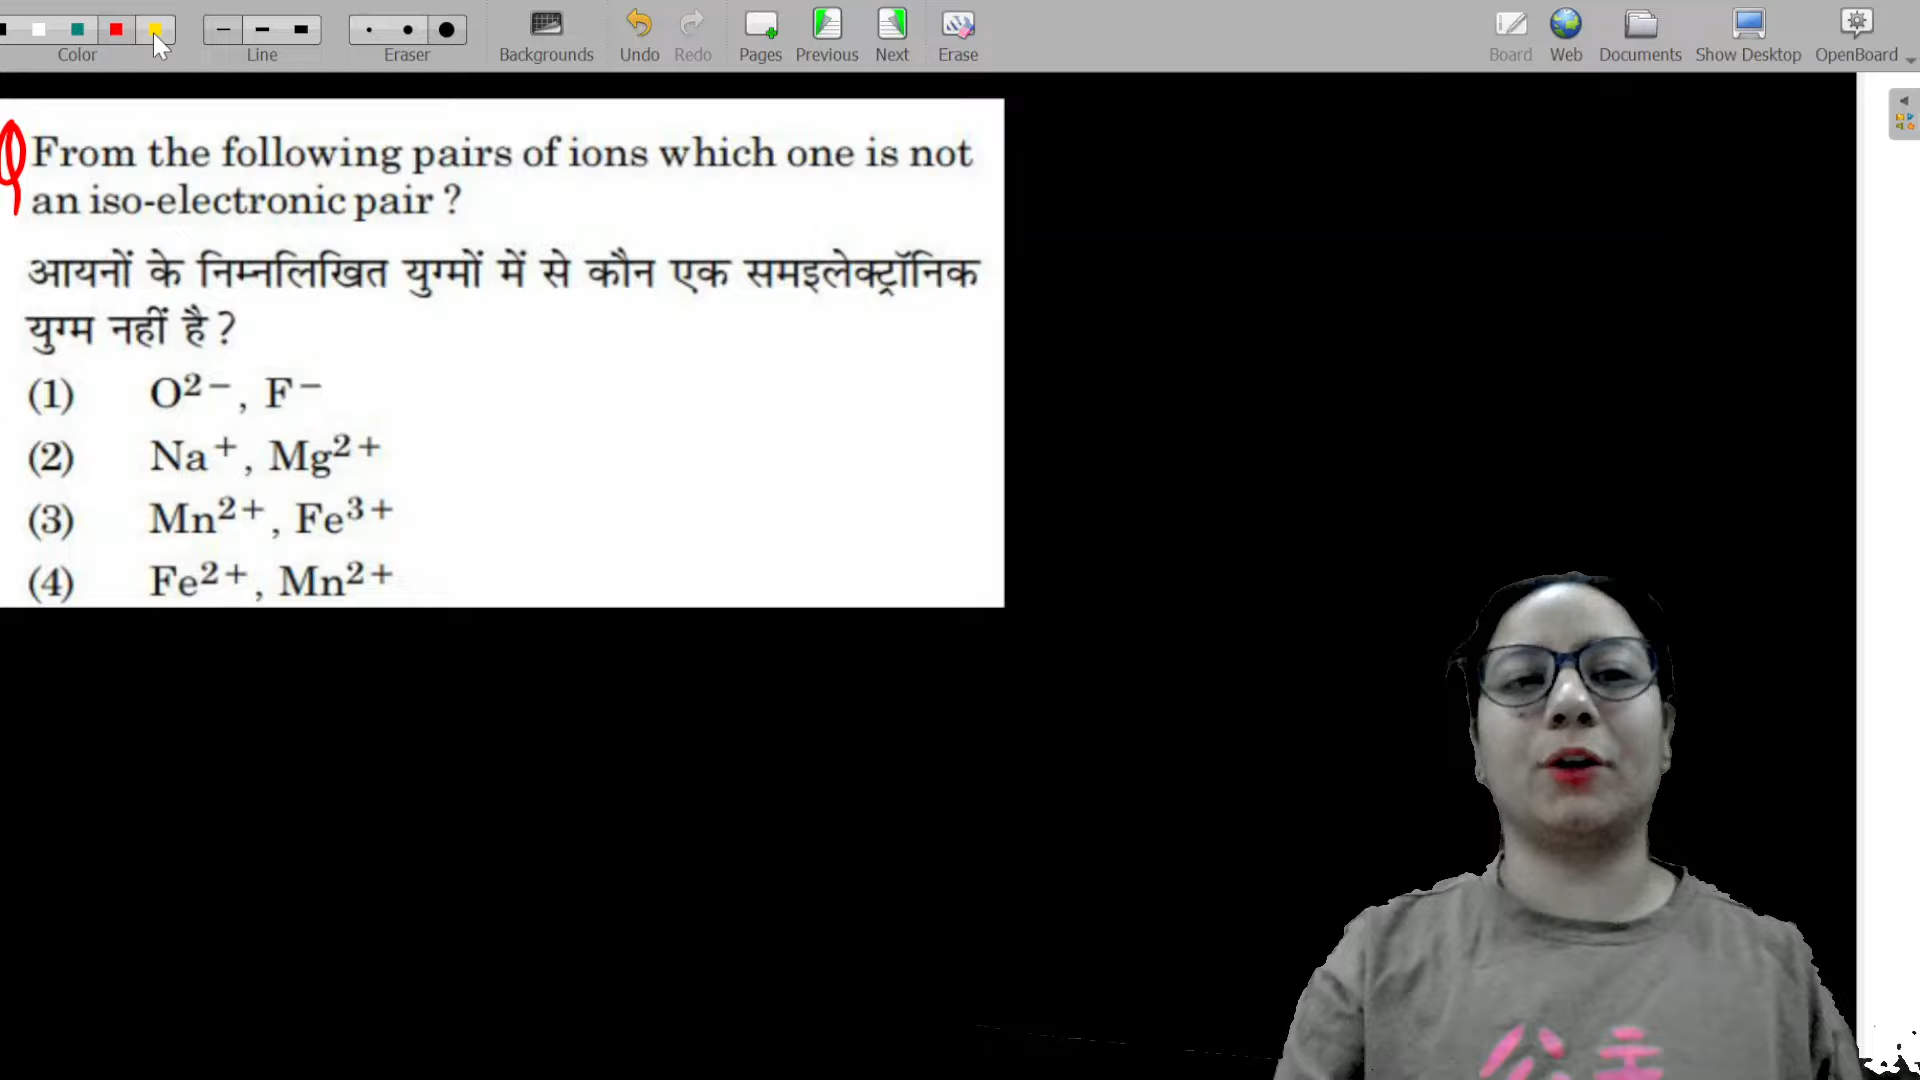 Color
Line
Eraser
Backgrounds
Undo
Redo
Pages
Previous
Next
Erase
Board
Web
Documents
Show Desktop
OpenBoard
Q From the following pairs of ions which one is not
an iso-electronic pair ?
आयनों के निम्नलिखित युग्मों में से कौन एक समइलेक्ट्रॉनिक
युग्म नहीं है ?
(1) O²⁻, F⁻
(2) Na⁺, Mg²⁺
(3) Mn²⁺, Fe³⁺
(4) Fe²⁺, Mn²⁺
公主